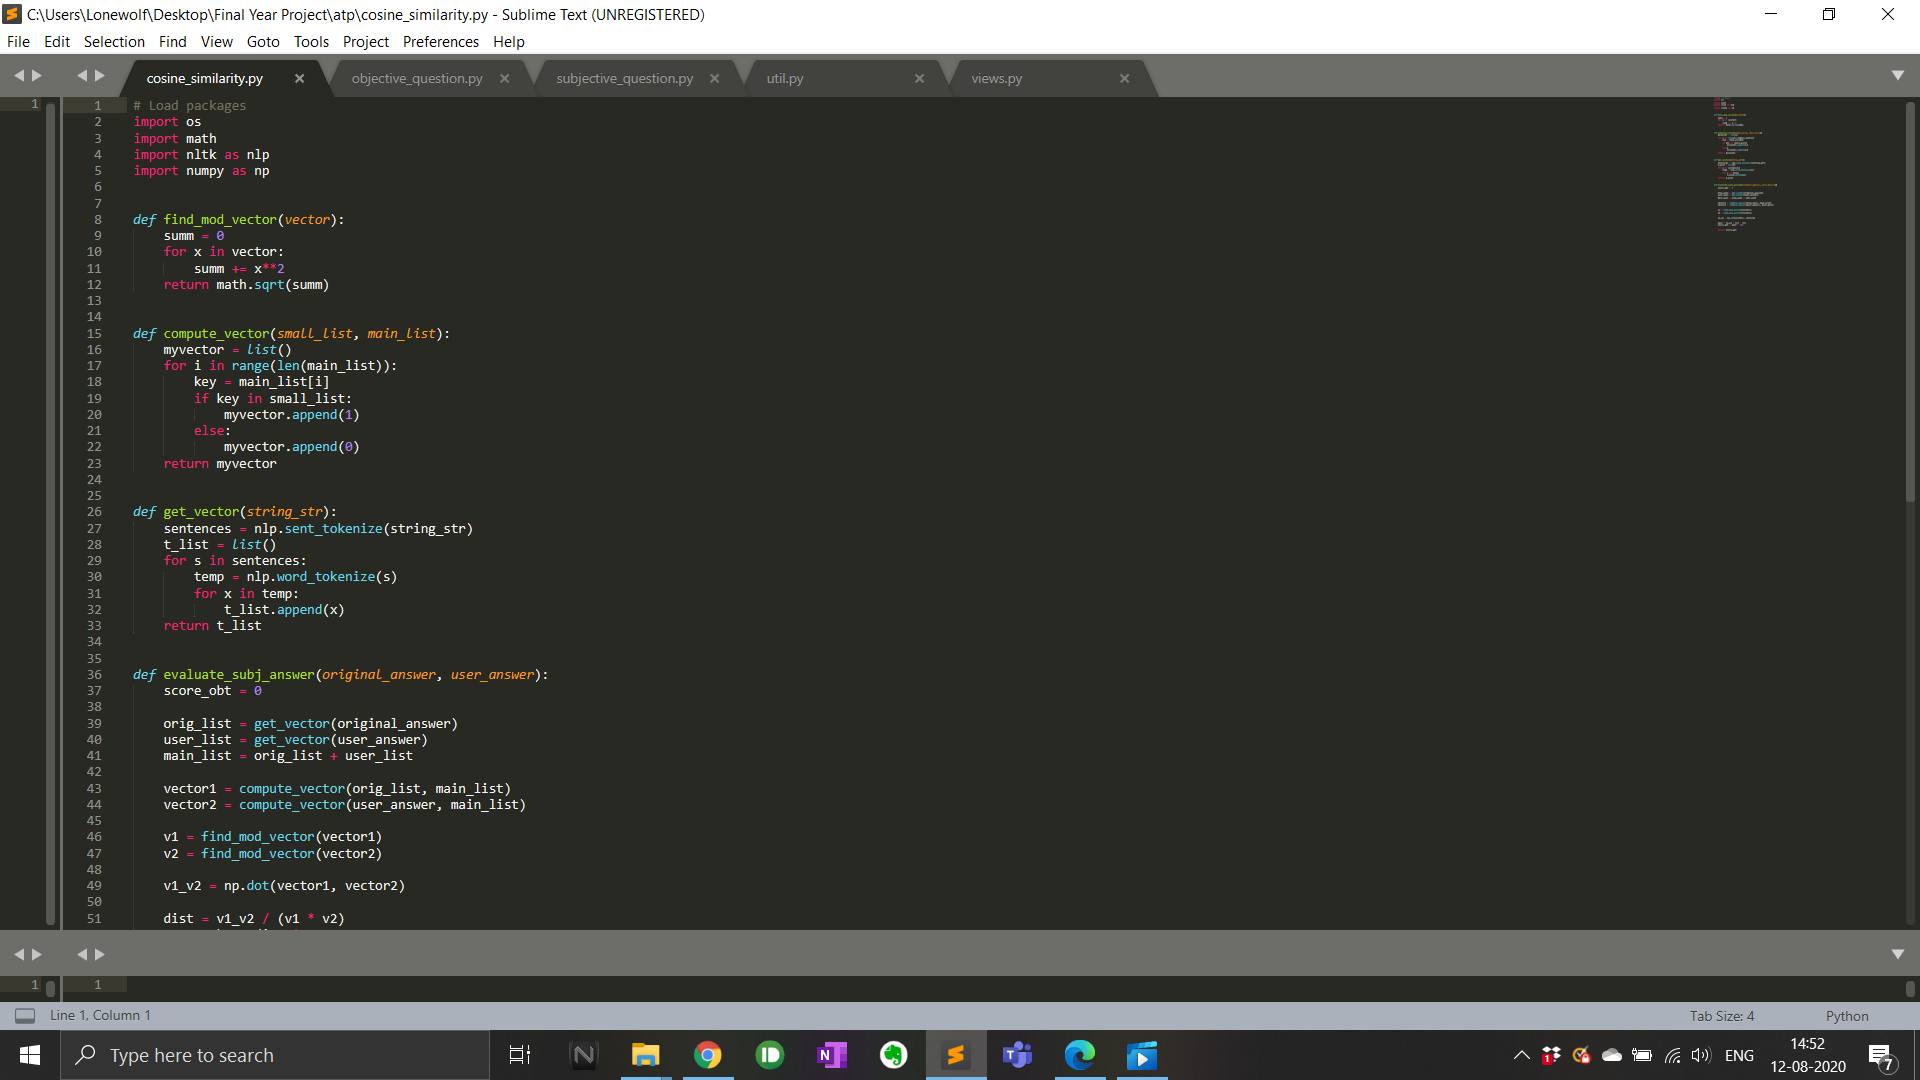 C:\Users\Lonewolf\Desktop\Final Year Project\atp\cosine_similarity.py - Sublime Text (UNREGISTERED)
File Edit Selection Find View Goto Tools Project Preferences Help
cosine_similarity.py objective_question.py subjective_question.py util.py views.py
1
1 # Load packages
2 import os
3 import math
4 import nltk as nlp
5 import numpy as np
6
7
8 def find_mod_vector(vector):
9     summ = 0
10     for x in vector:
11         summ += x**2
12     return math.sqrt(summ)
13
14
15 def compute_vector(small_list, main_list):
16     myvector = list()
17     for i in range(len(main_list)):
18         key = main_list[i]
19         if key in small_list:
20             myvector.append(1)
21         else:
22             myvector.append(0)
23     return myvector
24
25
26 def get_vector(string_str):
27     sentences = nlp.sent_tokenize(string_str)
28     t_list = list()
29     for s in sentences:
30         temp = nlp.word_tokenize(s)
31         for x in temp:
32             t_list.append(x)
33     return t_list
34
35
36 def evaluate_subj_answer(original_answer, user_answer):
37     score_obt = 0
38
39     orig_list = get_vector(original_answer)
40     user_list = get_vector(user_answer)
41     main_list = orig_list + user_list
42
43     vector1 = compute_vector(orig_list, main_list)
44     vector2 = compute_vector(user_answer, main_list)
45
46     v1 = find_mod_vector(vector1)
47     v2 = find_mod_vector(vector2)
48
49     v1_v2 = np.dot(vector1, vector2)
50
51     dist = v1_v2 / (v1 * v2)
1 1
Line 1, Column 1 Tab Size: 4 Python
Type here to search
ENG
14:52
12-08-2020
7